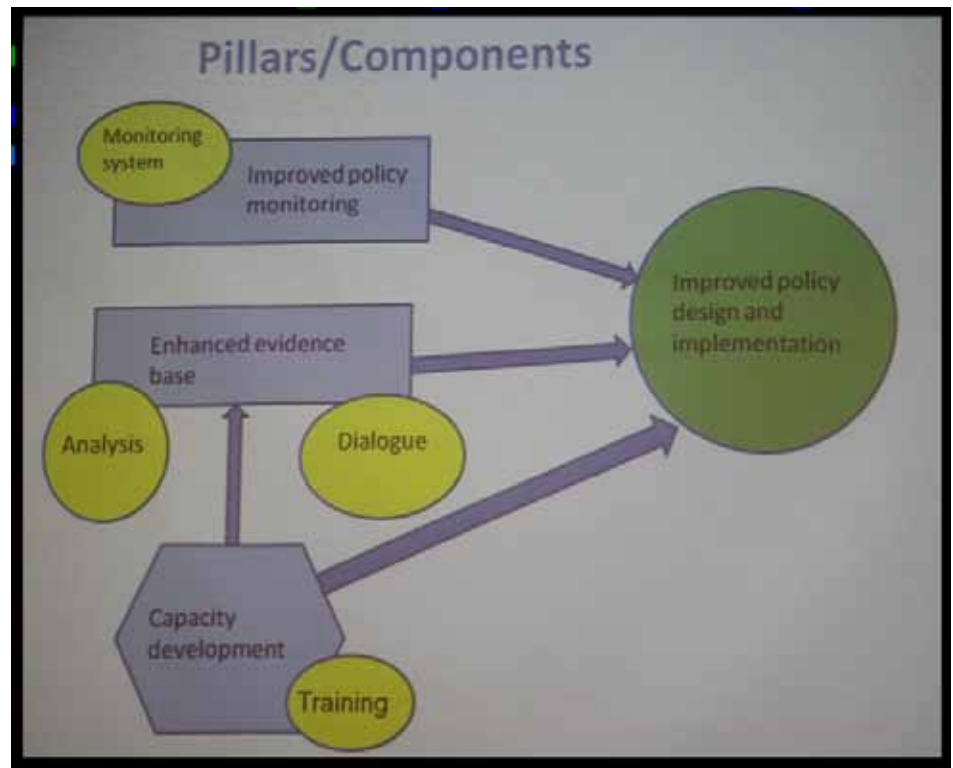 Pillars/Components
Monitoring
system
Improved policy
monitoring
Improved policy
design and
implementation
Enhanced evidence
base
Analysis
Dialogue
Capacity
development
Training